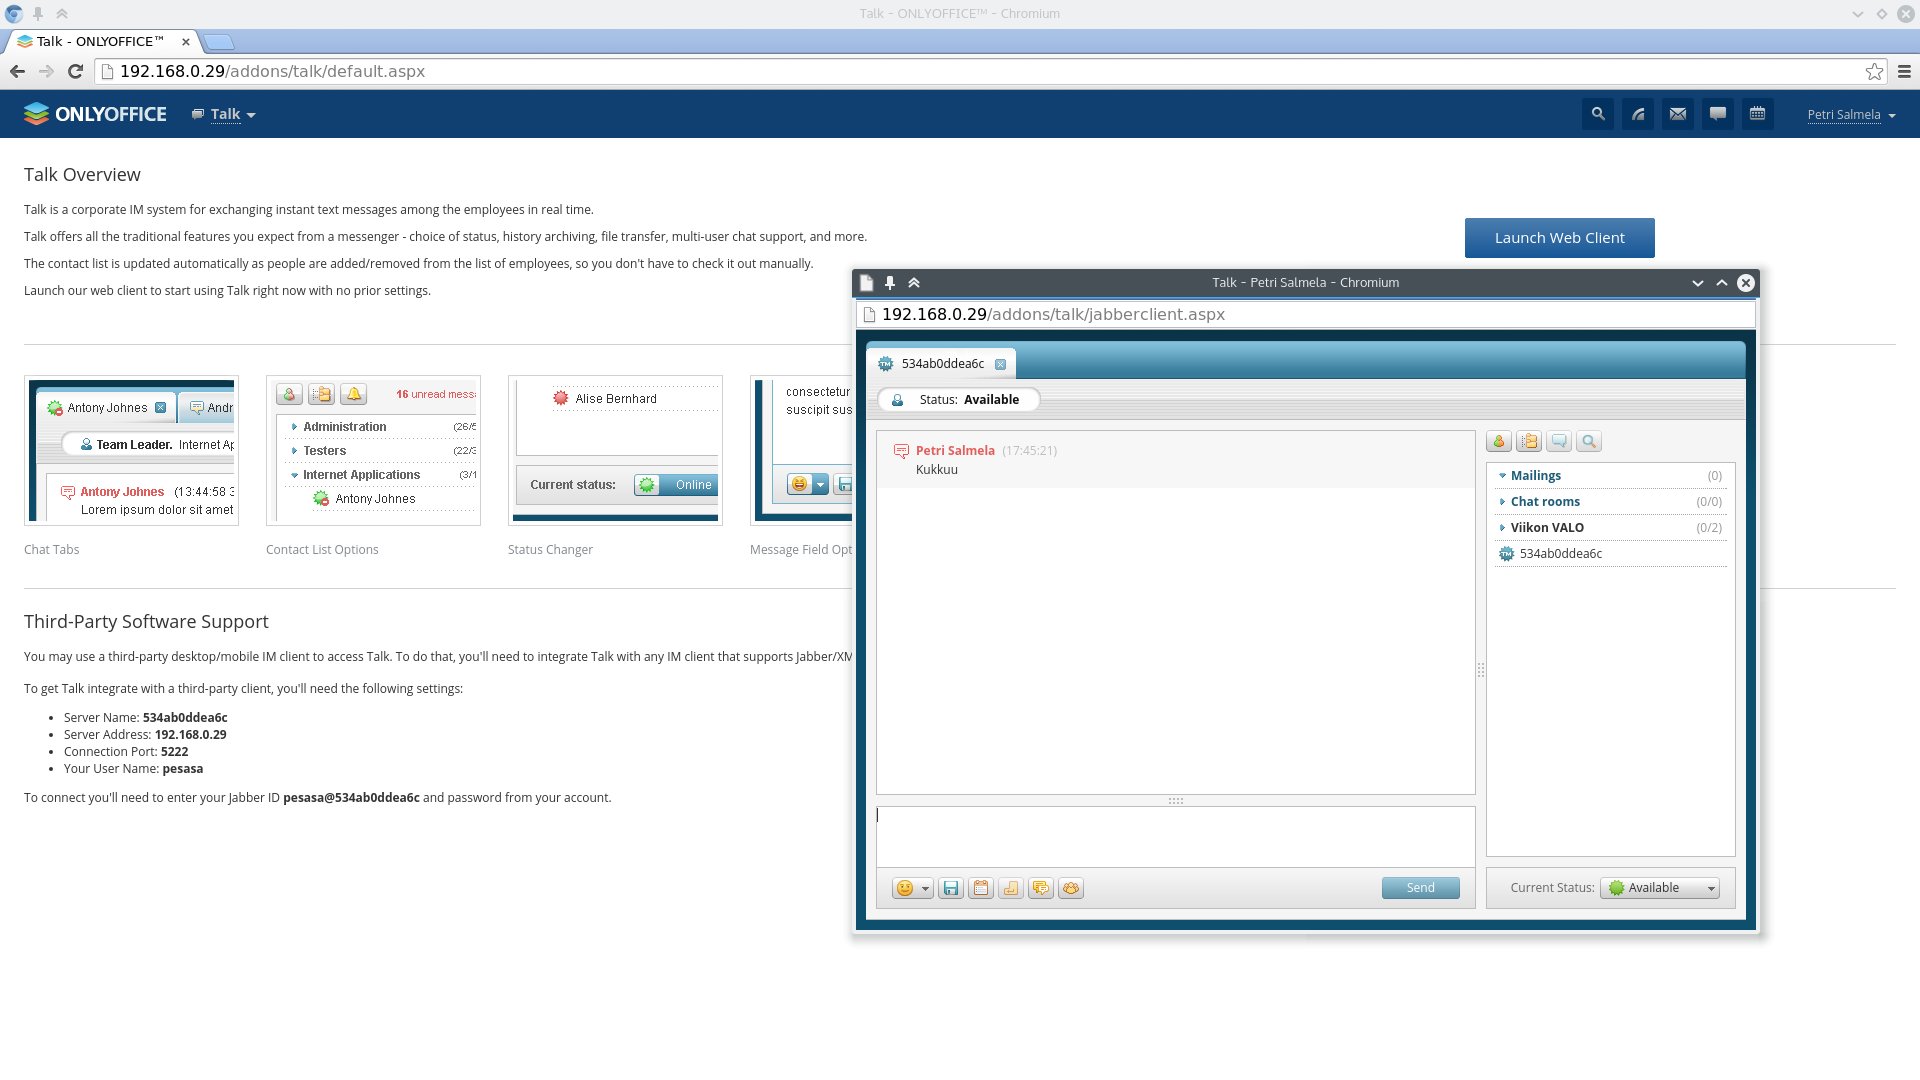 Talk - ONLYOFFICE™ - Chromium
Talk - ONLYOFFICE™
192.168.0.29/addons/talk/default.aspx
ONLYOFFICE
Talk
Petri Salmela
Talk Overview
Talk is a corporate IM system for exchanging instant text messages among the employees in real time.
Talk offers all the traditional features you expect from a messenger - choice of status, history archiving, file transfer, multi-user chat support, and more.
The contact list is updated automatically as people are added/removed from the list of employees, so you don't have to check it out manually.
Launch our web client to start using Talk right now with no prior settings.
Launch Web Client
Antony Johnes
Andr
Team Leader. Internet Ap
Antony Johnes (13:44:58 3
Lorem ipsum dolor sit amet
Chat Tabs
16 unread mess
Administration (26/
Testers (22/
Internet Applications (3/1
Antony Johnes
Contact List Options
Alise Bernhard
Current status: Online
Status Changer
consectetur
suscipit sus
Message Field Opt
Third-Party Software Support
You may use a third-party desktop/mobile IM client to access Talk. To do that, you'll need to integrate Talk with any IM client that supports Jabber/XM
To get Talk integrate with a third-party client, you'll need the following settings:
Server Name: 534ab0ddea6c
Server Address: 192.168.0.29
Connection Port: 5222
Your User Name: pesasa
To connect you'll need to enter your Jabber ID pesasa@534ab0ddea6c and password from your account.
Talk - Petri Salmela - Chromium
192.168.0.29/addons/talk/jabberclient.aspx
534ab0ddea6c
Status: Available
Petri Salmela (17:45:21)
Kukkuu
Mailings (0)
Chat rooms (0/0)
Viikon VALO (0/2)
TM 534ab0ddea6c
Send
Current Status: Available